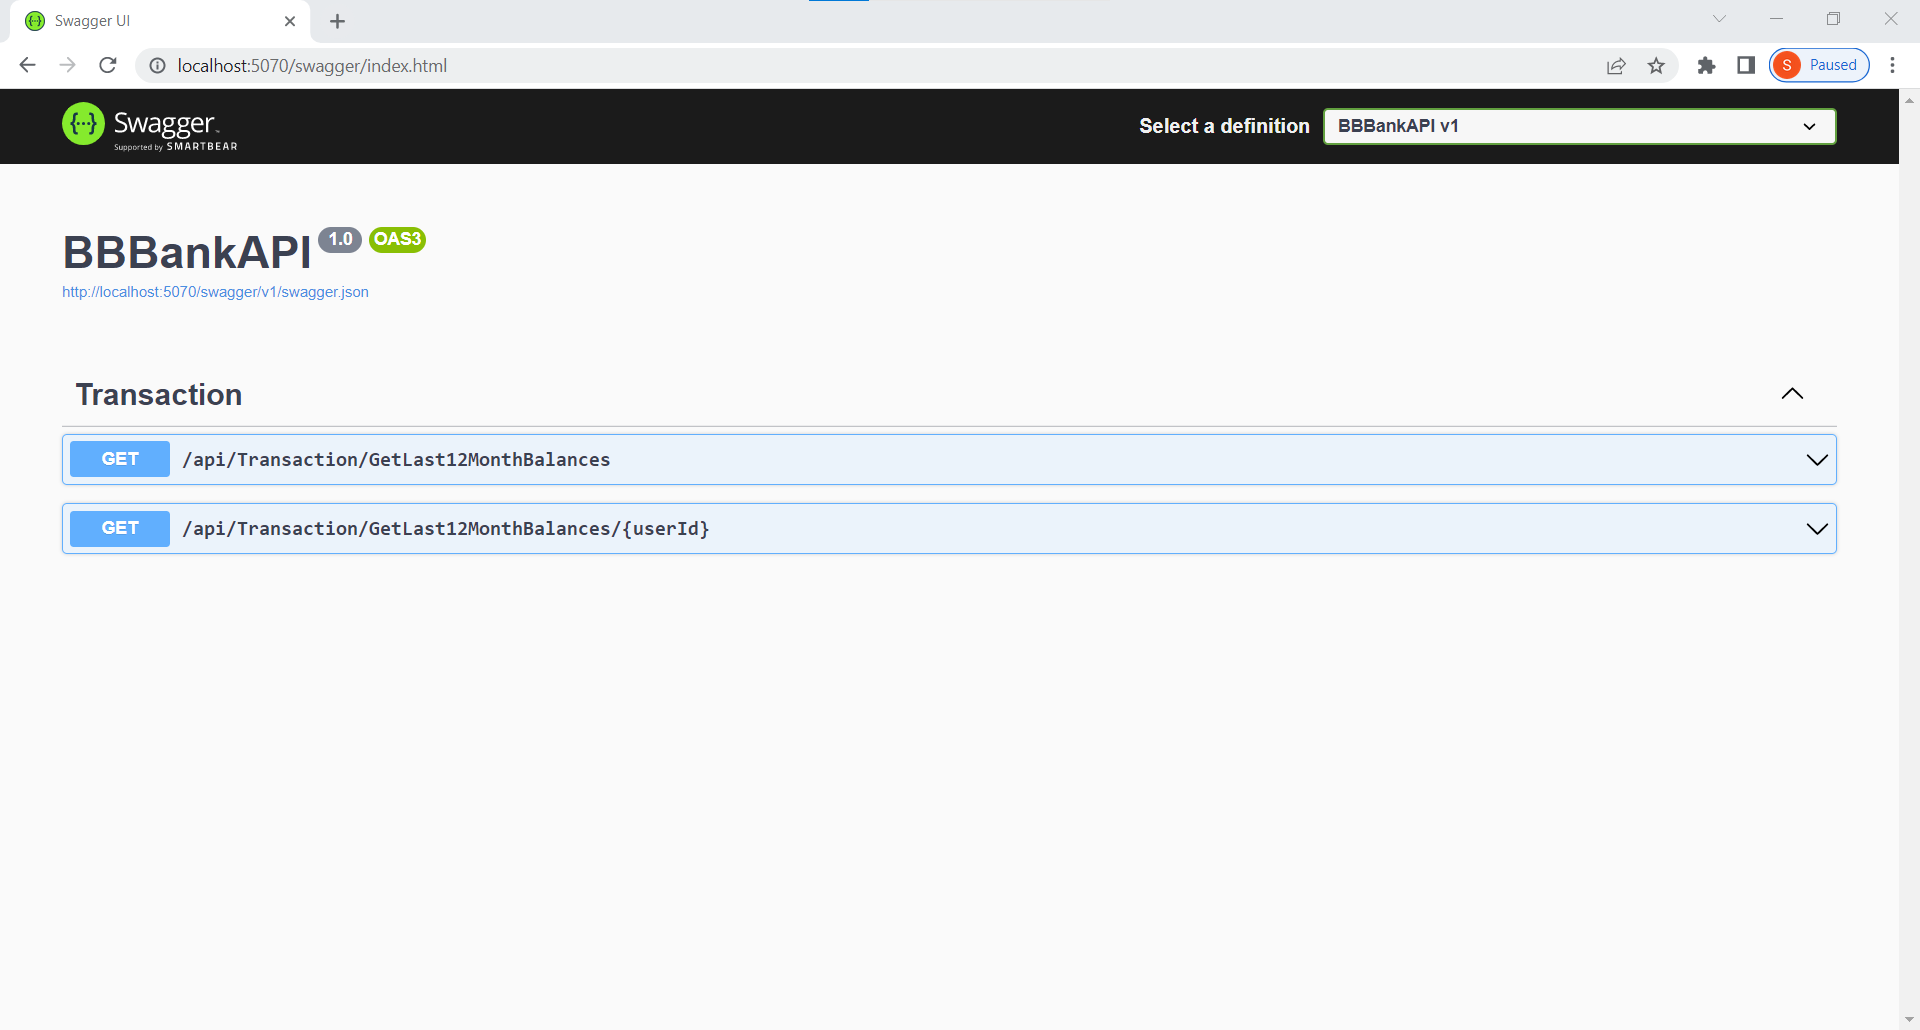 Swagger UI
localhost:5070/swagger/index.html
S Paused
{···} Swagger™
Supported by SMARTBEAR
Select a definition
BBBankAPI v1
BBBankAPI 1.0 OAS3
http://localhost:5070/swagger/v1/swagger.json
Transaction
GET /api/Transaction/GetLast12MonthBalances
GET /api/Transaction/GetLast12MonthBalances/{userId}